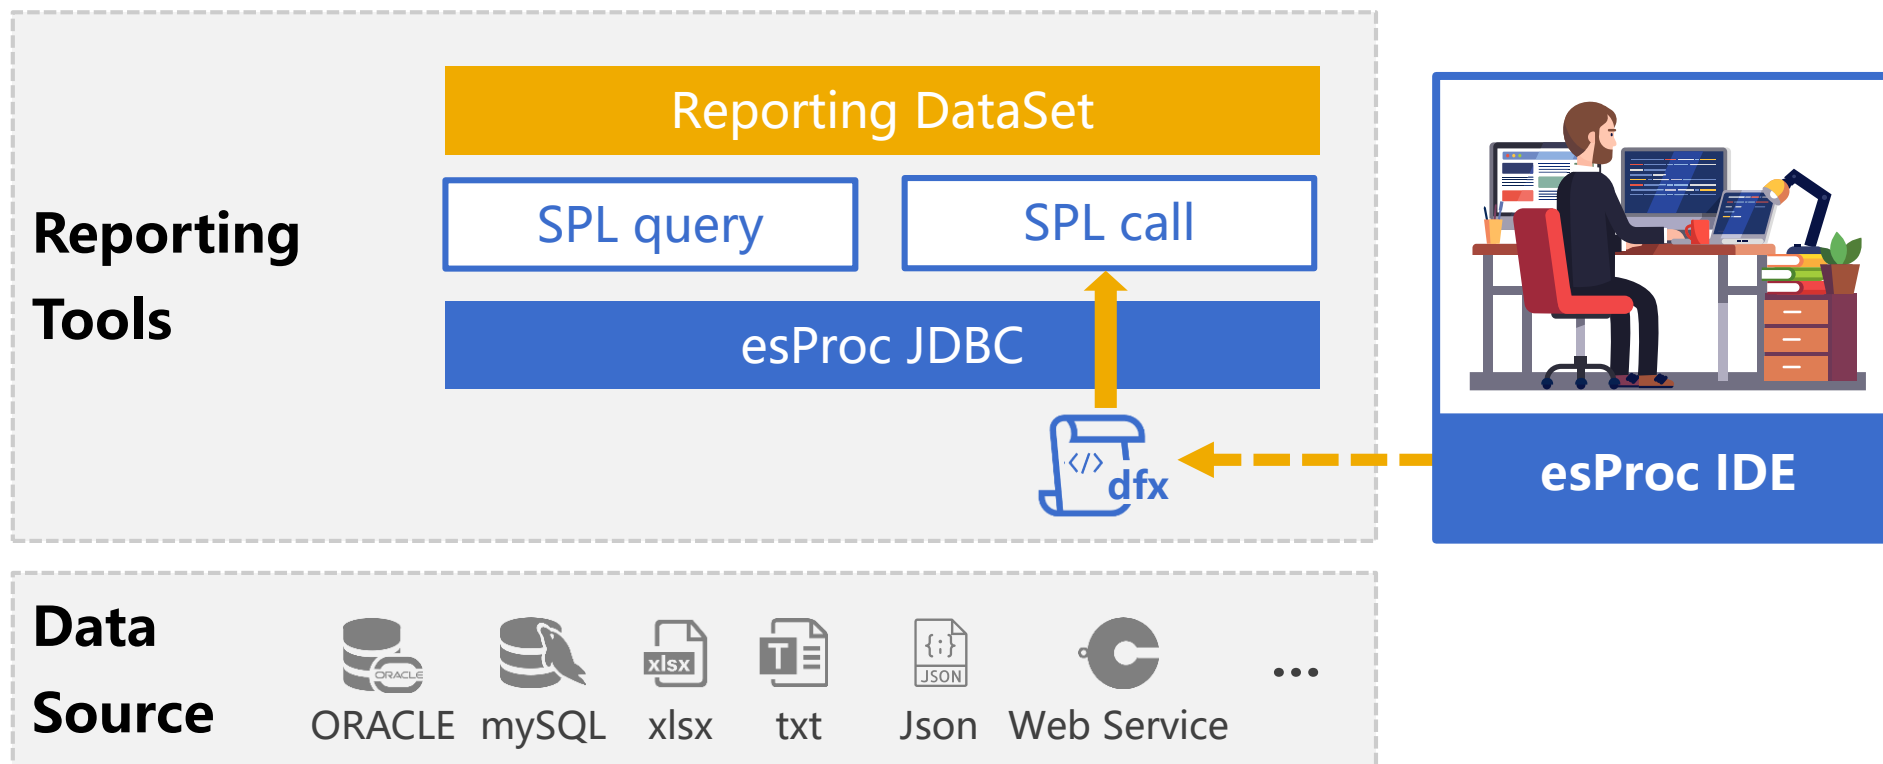 Reporting DataSet
SPL query
SPL call
Reporting
Tools
esProc JDBC
</>
dfx
esProc IDE
Data
Source
ORACLE
xlsx
T
{;}
JSON
...
ORACLE
mySQL
xlsx
txt
Json
Web Service